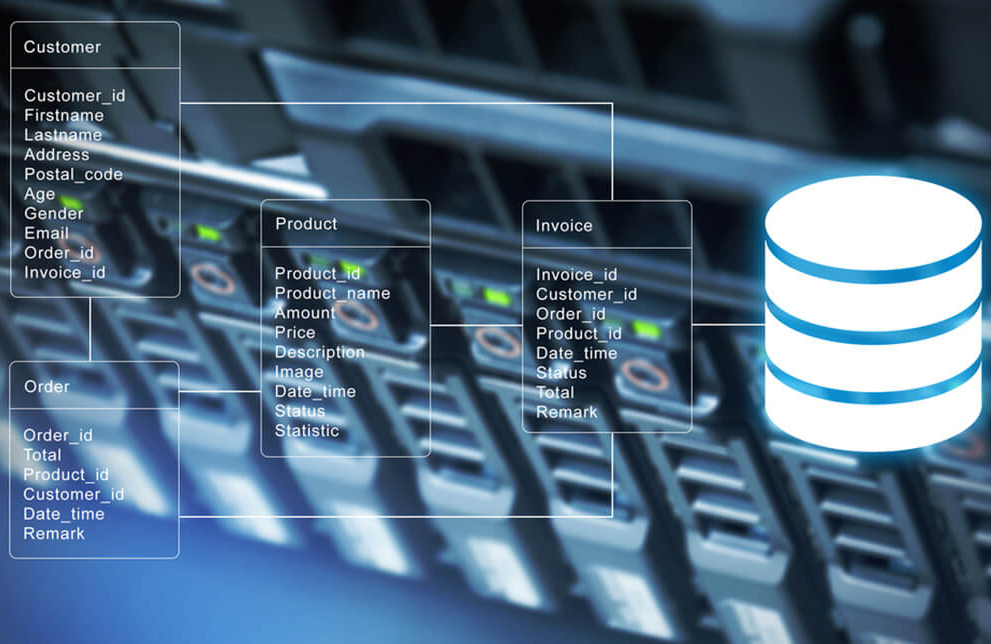 Customer
Customer_id
Firstname
Lastname
Address
Postal_code
Age
Gender
Email
Order_id
Invoice_id
Product
Product_id
Product_name
Amount
Price
Description
Image
Date_time
Status
Statistic
Invoice
Invoice_id
Customer_id
Order_id
Product_id
Date_time
Status
Total
Remark
Order
Order_id
Total
Product_id
Customer_id
Date_time
Remark